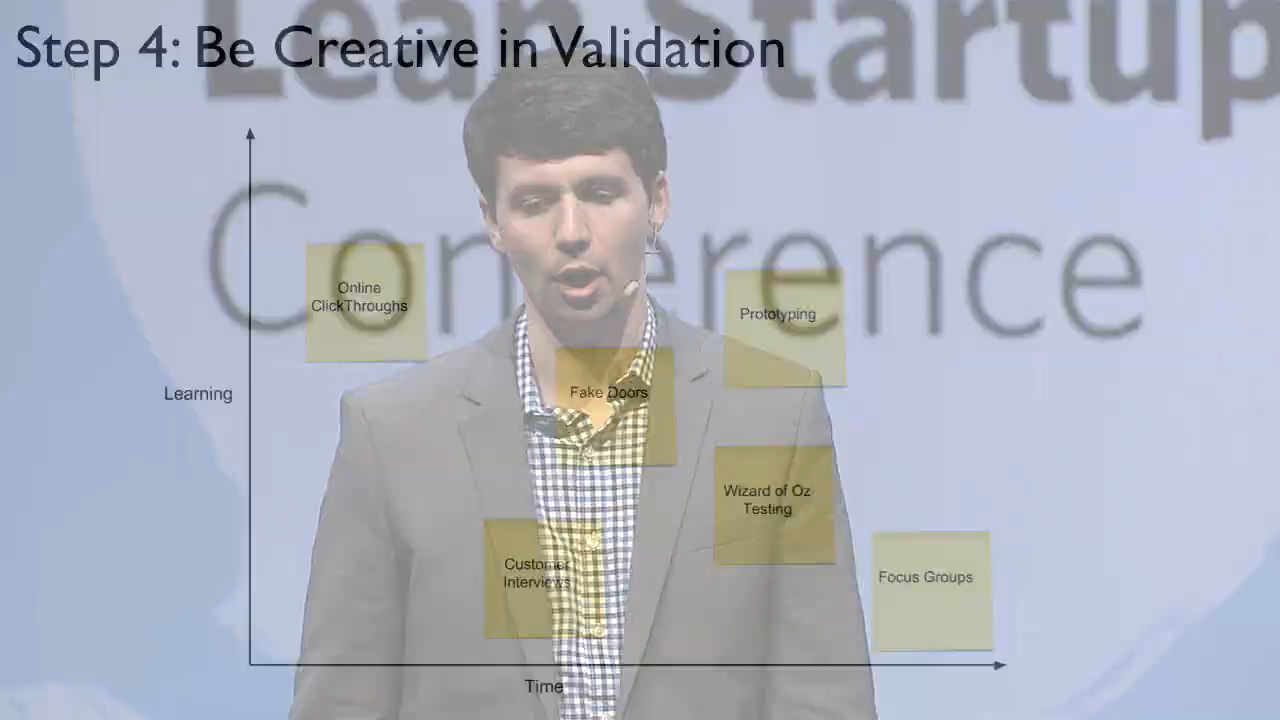 Step 4: Be Creative in Validation
Lean Startup
Conference
Online
ClickThroughs
Prototyping
Learning
Fake Doors
Wizard of Oz
Testing
Customer
Interviews
Focus Groups
Time